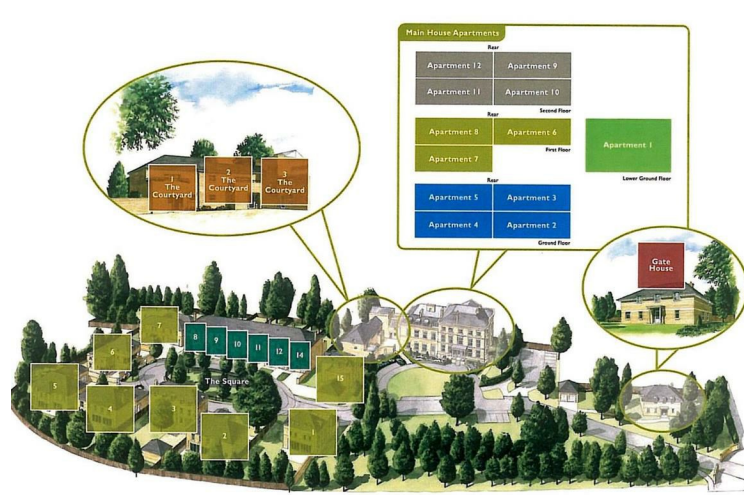 Main House Apartments
Rear
Apartment 12
Apartment 9
Apartment 11
Apartment 10
Second Floor
Rear
Apartment 8
Apartment 6
First Floor
Apartment 7
Apartment 1
Lower Ground Floor
Rear
Apartment 5
Apartment 3
Apartment 4
Apartment 2
Ground Floor
1
The
Courtyard
2
The
Courtyard
3
The
Courtyard
Gate
House
7
8
9
10
11
12
14
6
15
The Square
5
4
3
2